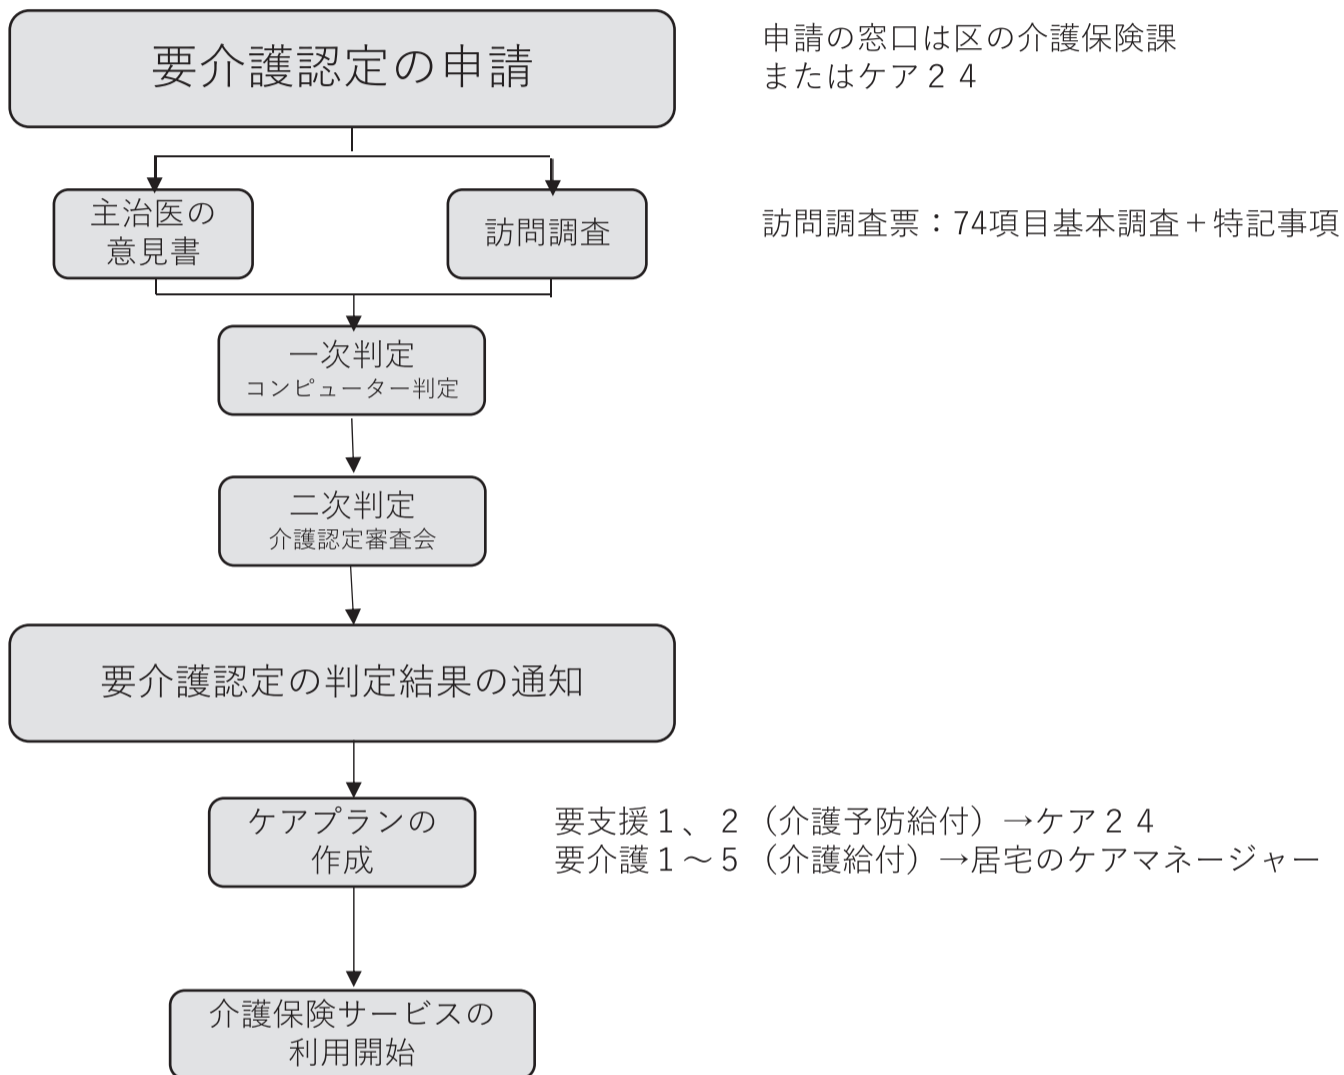 要介護認定の申請
申請の窓口は区の介護保険課
またはケア２４
主治医の
意見書
訪問調査
訪問調査票：74項目基本調査＋特記事項
一次判定
コンピューター判定
二次判定
介護認定審査会
要介護認定の判定結果の通知
ケアプランの
作成
要支援１、２（介護予防給付）→ケア２４
要介護１～５（介護給付）→居宅のケアマネージャー
介護保険サービスの
利用開始